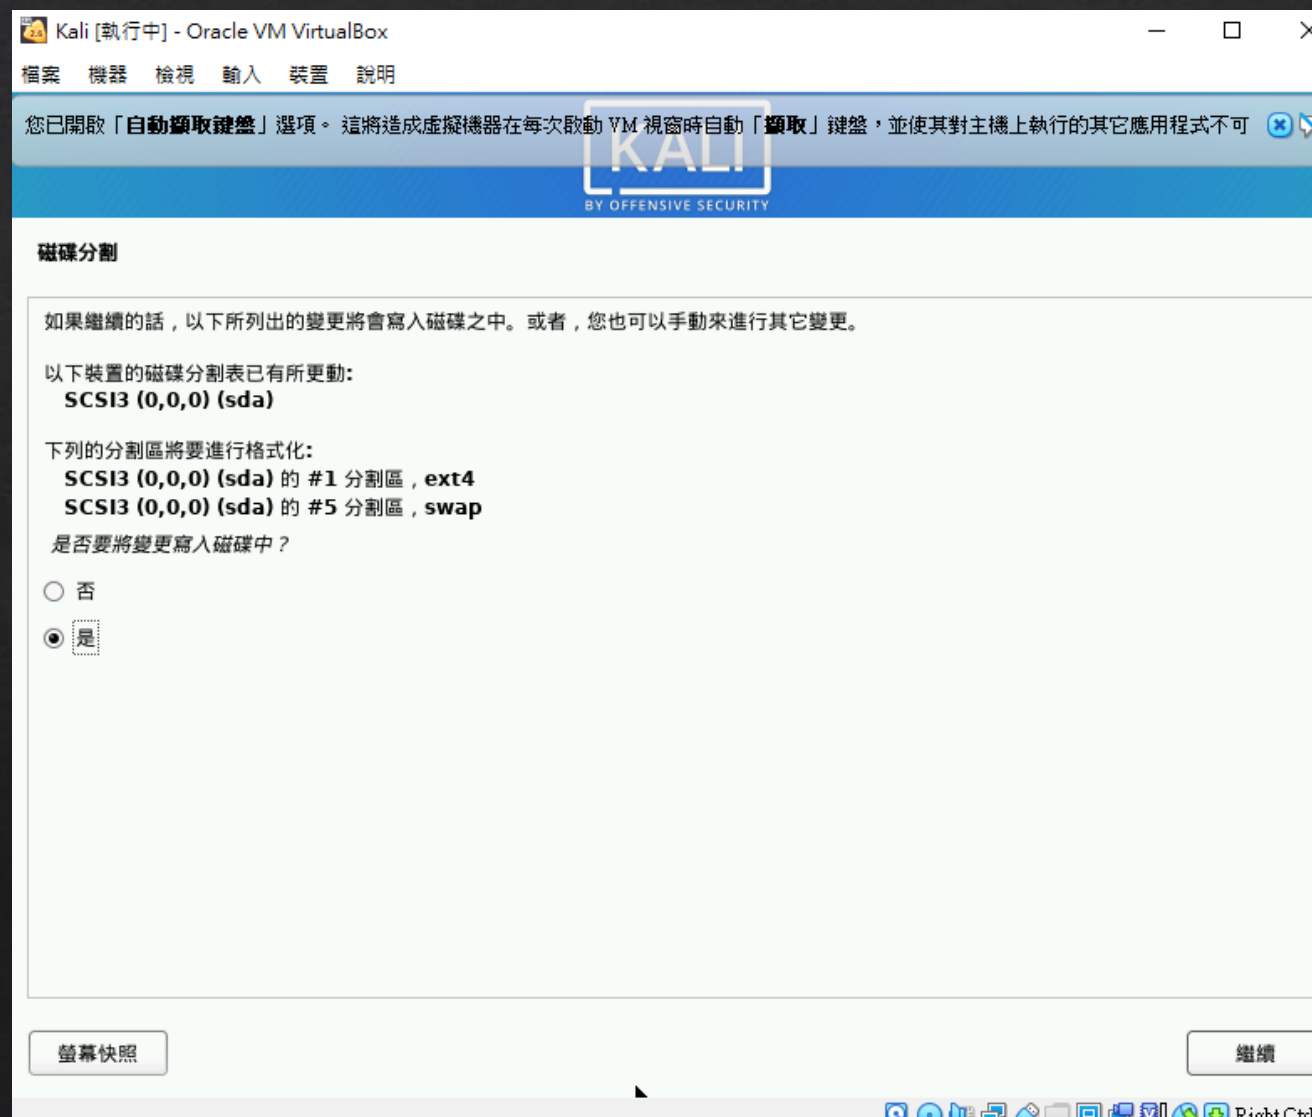 Kali [執行中] - Oracle VM VirtualBox
檔案 機器 檢視 輸入 裝置 說明
您已開啟「自動擷取鍵盤」選項。 這將造成虛擬機器在每次啟動 VM 視窗時自動「擷取」鍵盤，並使其對主機上執行的其它應用程式不可
KALI
BY OFFENSIVE SECURITY
磁碟分割
如果繼續的話，以下所列出的變更將會寫入磁碟之中。或者，您也可以手動來進行其它變更。
以下裝置的磁碟分割表已有所更動:
SCSI3 (0,0,0) (sda)
下列的分割區將要進行格式化:
SCSI3 (0,0,0) (sda) 的 #1 分割區，ext4
SCSI3 (0,0,0) (sda) 的 #5 分割區，swap
是否要將變更寫入磁碟中？
否
是
螢幕快照 繼續
Right Ctrl